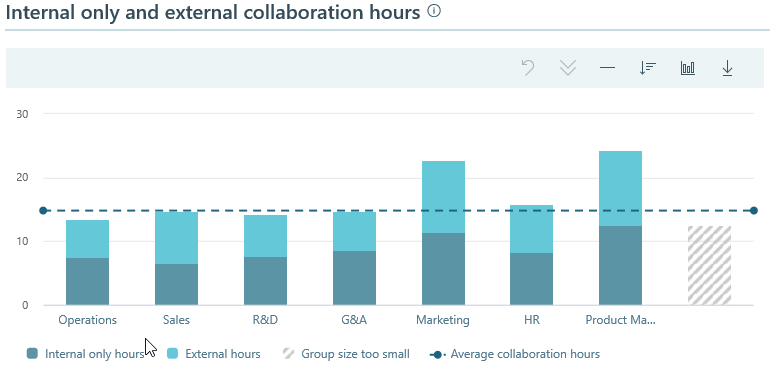 Internal only and external collaboration hours
30
20
10
0
Operations Sales R&D G&A Marketing HR Product Ma...
Internal only hours External hours Group size too small Average collaboration hours